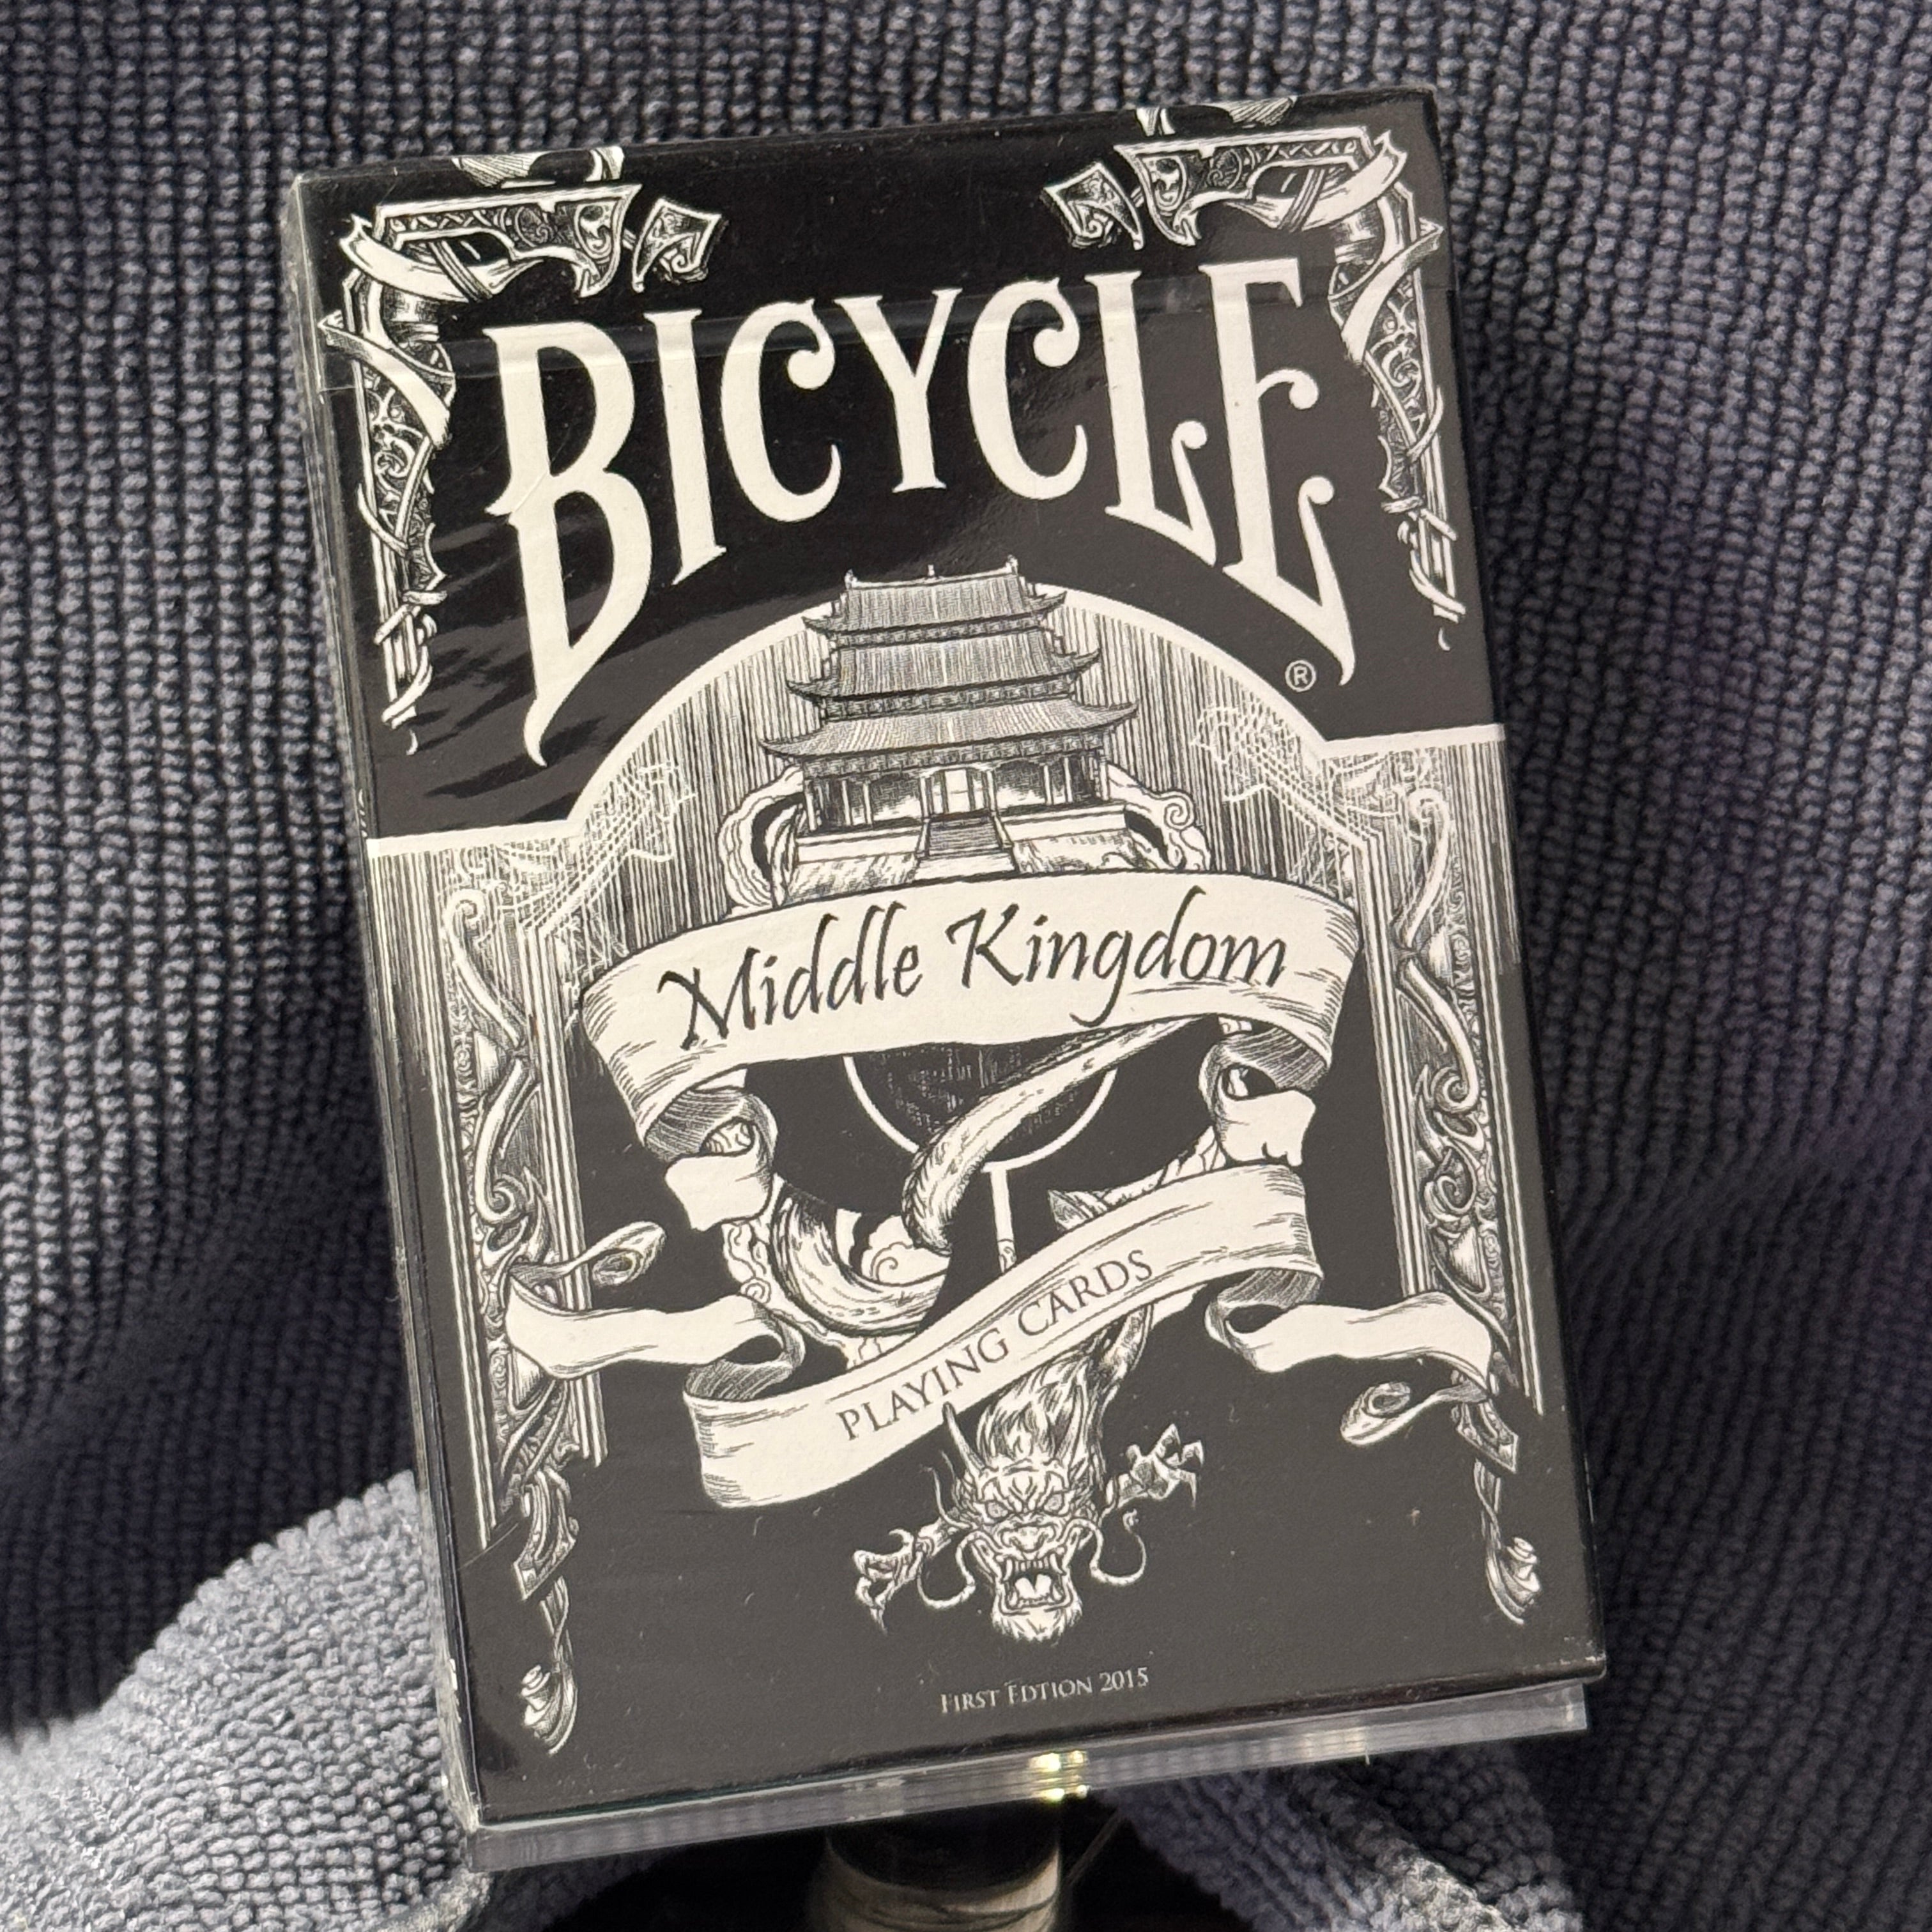 BICYCLE
®
Middle Kingdom
PLAYING CARDS
FIRST EDTION 2015